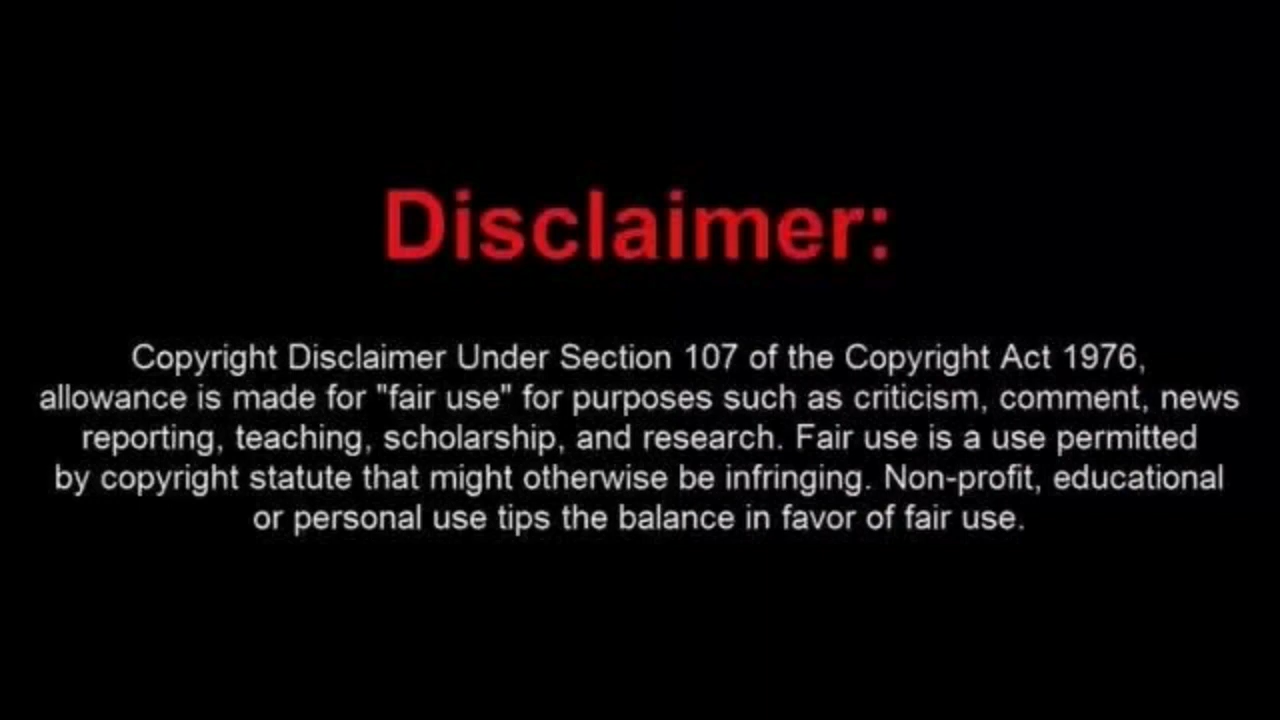 Disclaimer:
Copyright Disclaimer Under Section 107 of the Copyright Act 1976,
allowance is made for "fair use" for purposes such as criticism, comment, news
reporting, teaching, scholarship, and research. Fair use is a use permitted
by copyright statute that might otherwise be infringing. Non-profit, educational
or personal use tips the balance in favor of fair use.